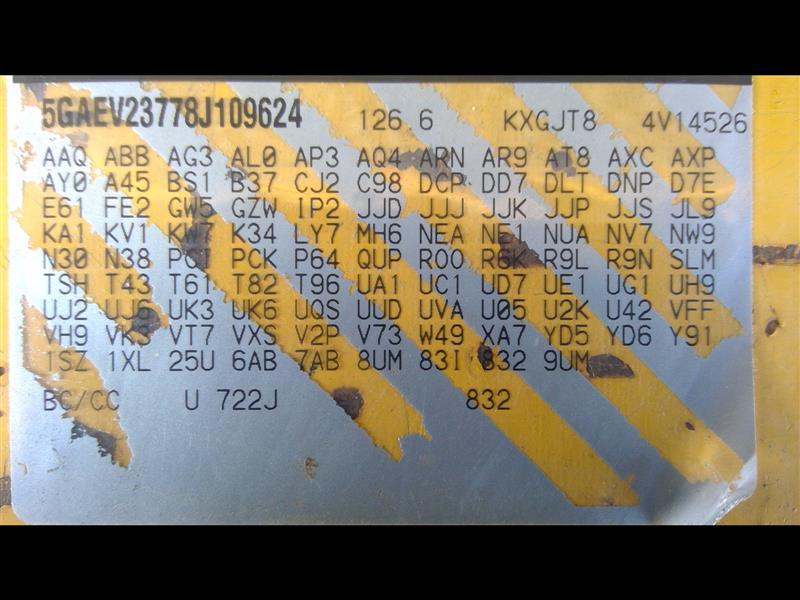 5GAEV23778J109624 126 6 KXGJT8 4V14526
AAQ ABB AG3 AL0 AP3 AQ4 ARN AR9 AT8 AXC AXP
AY0 A45 BS1 B37 CJ2 C98 DCP DD7 DLT DNP D7E
E61 FE2 GW5 GZW IP2 JJD JJJ JJK JJP JJS JL9
KA1 KV1 KW7 K34 LY7 MH6 NEA NE1 NUA NV7 NW9
N30 N38 PCI PCK P64 QUP R00 R6K R9L R9N SLM
TSH T43 T61 T82 T96 UA1 UC1 UD7 UE1 UG1 UH9
UJ2 UJ6 UK3 UK6 UQS UUD UVA U05 U2K U42 VFF
VH9 VK3 VT7 VXS V2P V73 W49 XA7 YD5 YD6 Y91
1SZ 1XL 25U 6AB 7AB 8UM 83I 832 9UM
BC/CC U 722J 832